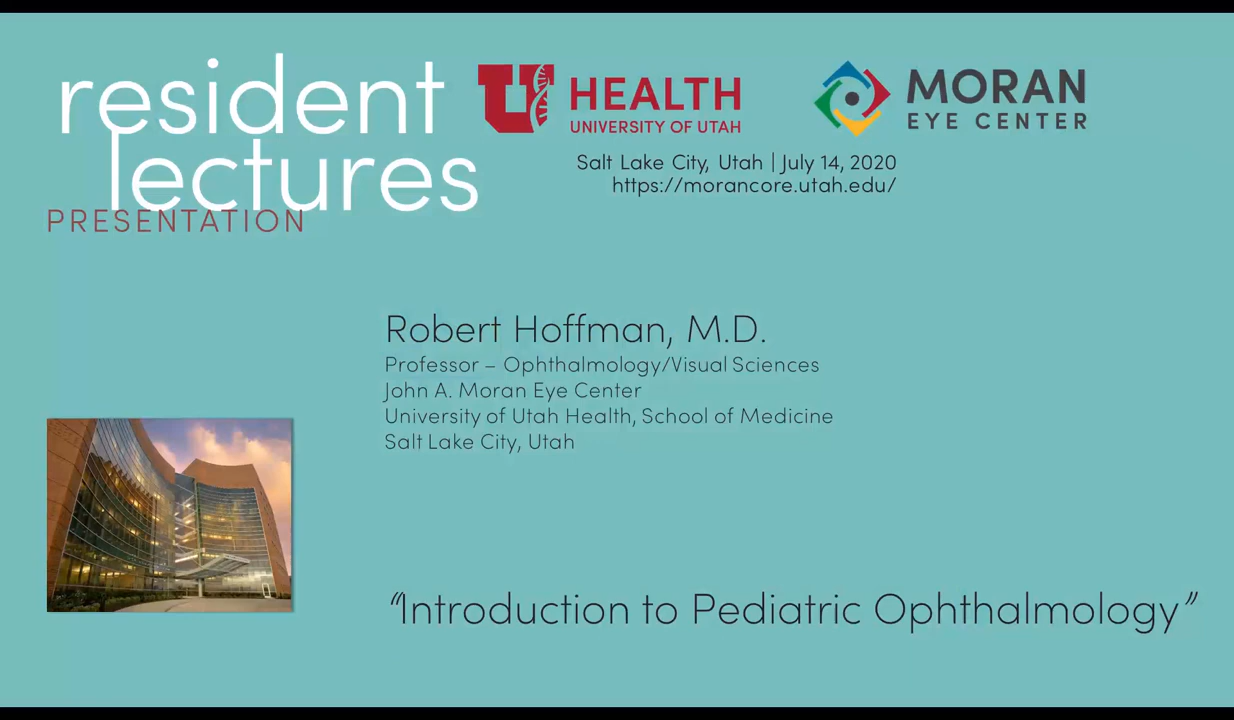 resident
lectures
PRESENTATION
HEALTH
UNIVERSITY OF UTAH
MORAN
EYE CENTER
Salt Lake City, Utah | July 14, 2020
https://morancore.utah.edu/
Robert Hoffman, M.D.
Professor – Ophthalmology/Visual Sciences
John A. Moran Eye Center
University of Utah Health, School of Medicine
Salt Lake City, Utah
“Introduction to Pediatric Ophthalmology”